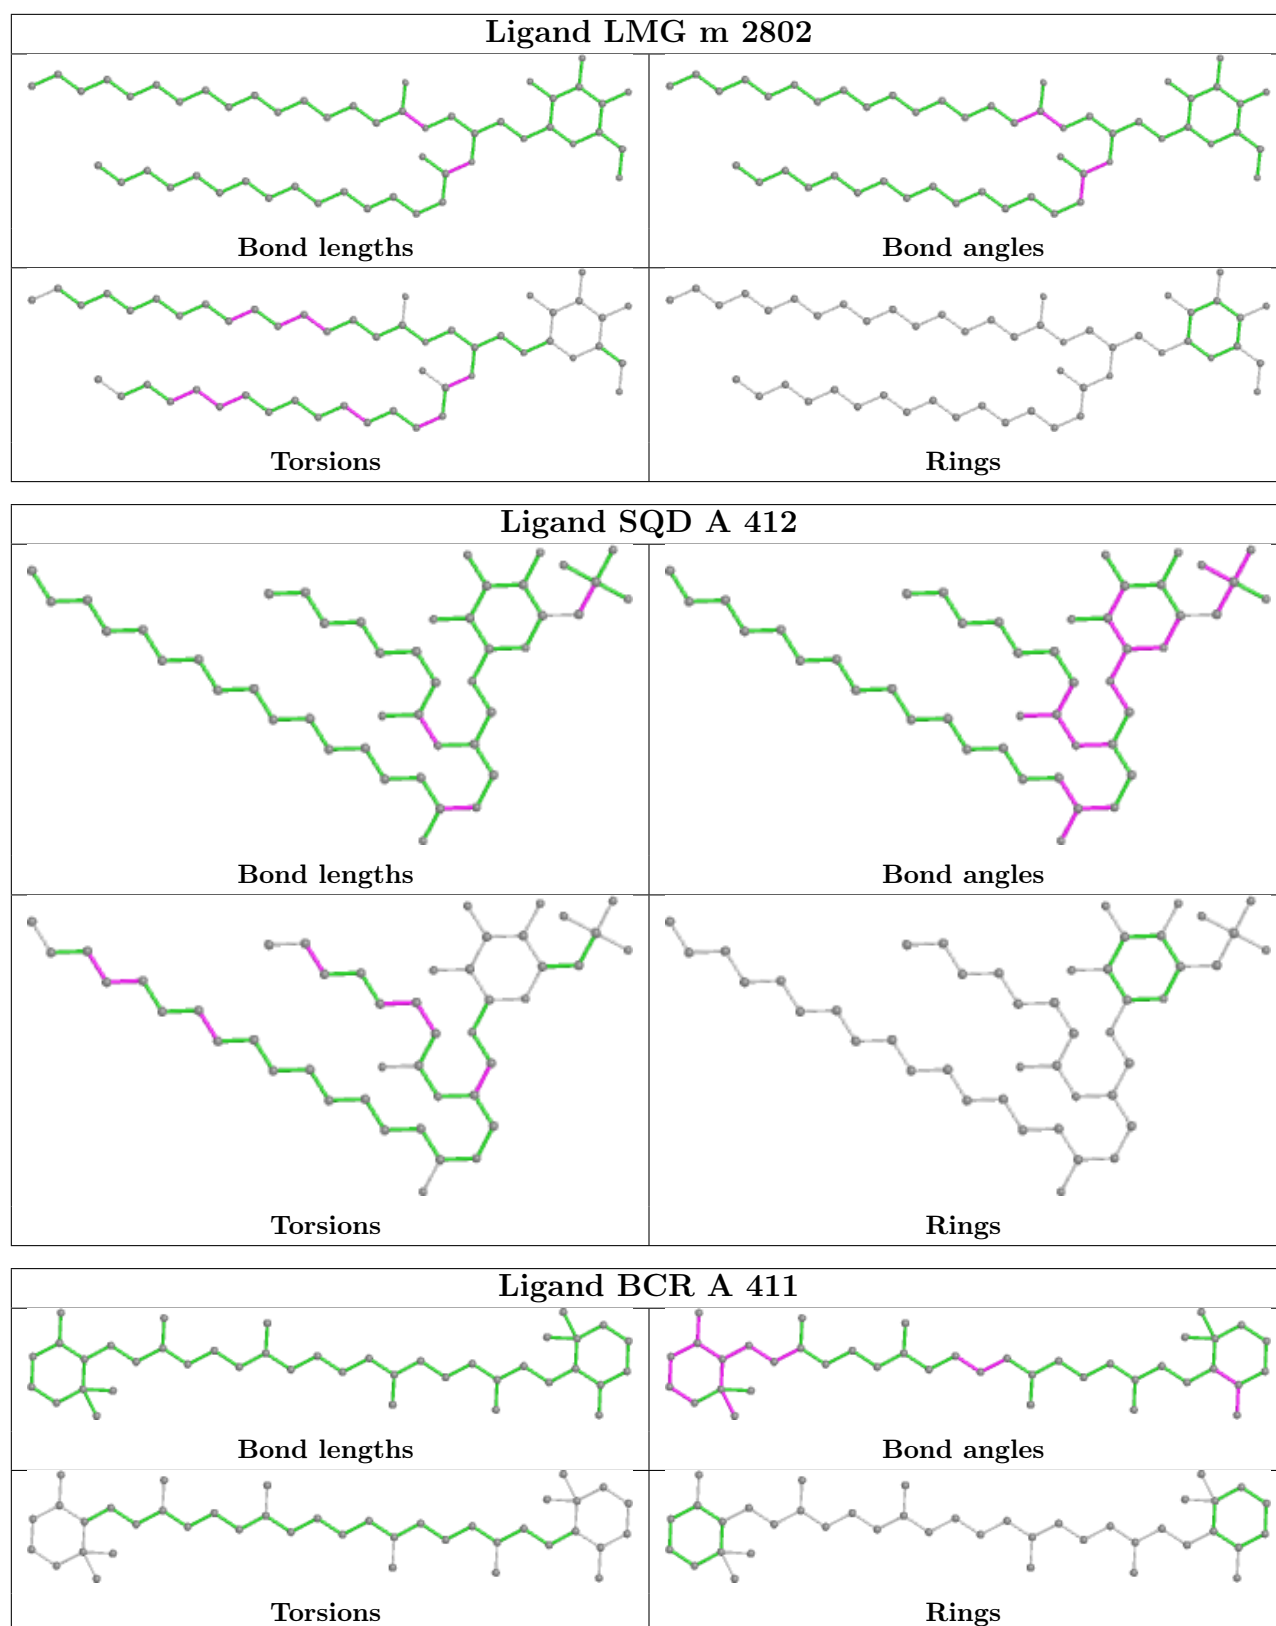 Ligand LMG m 2802
Bond lengths
Bond angles
Torsions
Rings
Ligand SQD A 412
Bond lengths
Bond angles
Torsions
Rings
Ligand BCR A 411
Bond lengths
Bond angles
Torsions
Rings